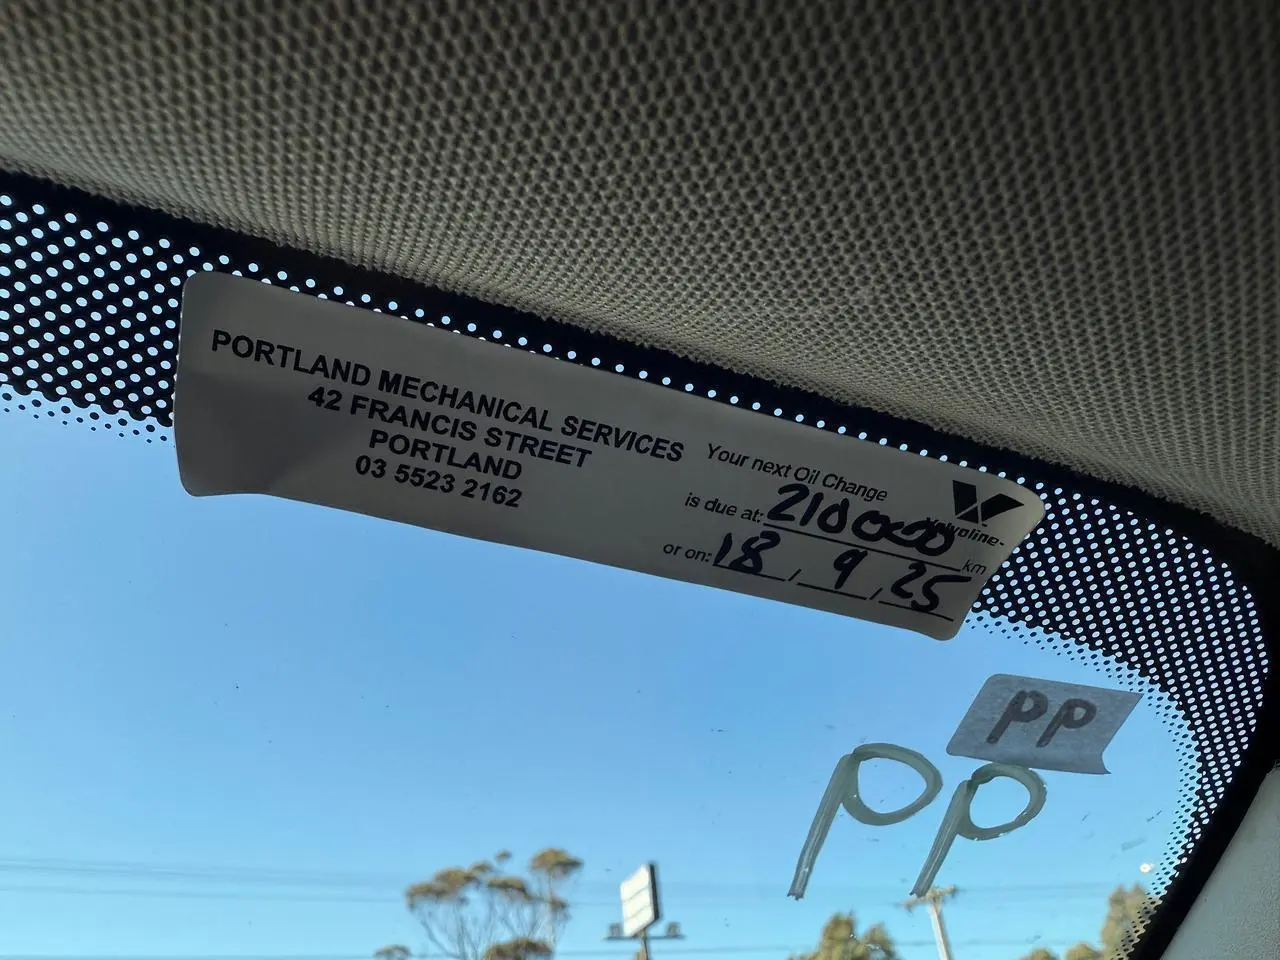 PORTLAND MECHANICAL SERVICES
42 FRANCIS STREET
PORTLAND
03 5523 2162
Your next Oil Change
is due at: 210000 km
or on: 18 / 9 / 25
Valvoline
PP
PP